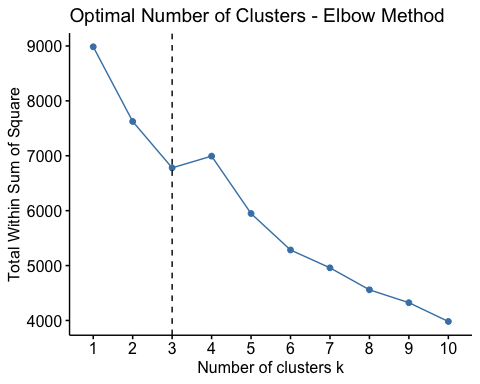 Optimal Number of Clusters - Elbow Method
Total Within Sum of Square
9000
8000
7000
6000
5000
4000
1 2 3 4 5 6 7 8 9 10
Number of clusters k